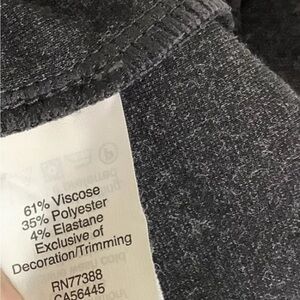 61% Viscose
35% Polyester
4% Elastane
Exclusive of
Decoration/Trimming
RN77388
CA56445